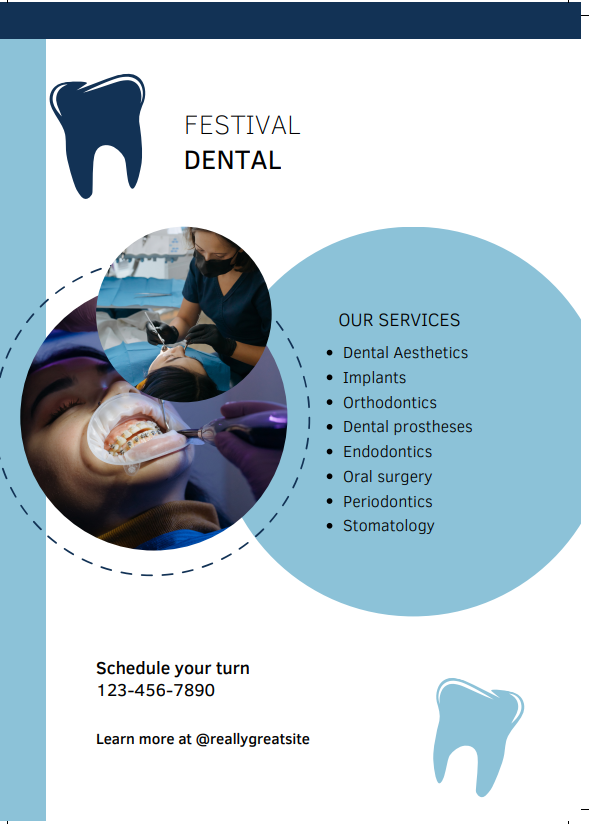 FESTIVAL
DENTAL
OUR SERVICES
• Dental Aesthetics
• Implants
• Orthodontics
• Dental prostheses
• Endodontics
• Oral surgery
• Periodontics
• Stomatology
Schedule your turn
123-456-7890
Learn more at @reallygreatsite